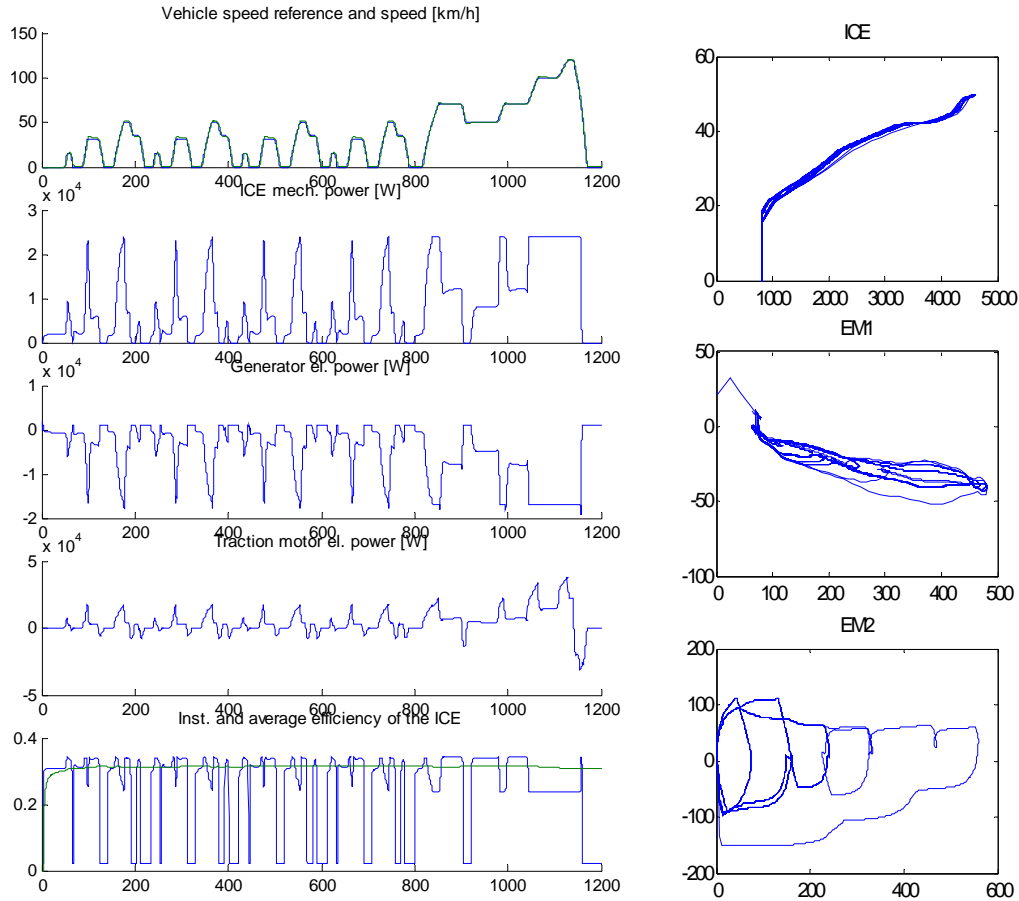 Vehicle speed reference and speed [km/h]
150
100
50
0
0 200 400 600 800 1000 1200
x 10^4
ICE mech. power [W]
3
2
1
0
0 200 400 600 800 1000 1200
Generator el. power [W]
x 10^4
1
0
-1
-2
0 200 400 600 800 1000 1200
x 10^4
Traction motor el. power [W]
5
0
-5
0 200 400 600 800 1000 1200
Inst. and average efficiency of the ICE
0.4
0.2
0
0 200 400 600 800 1000 1200
ICE
60
40
20
0
0 1000 2000 3000 4000 5000
EM1
50
0
-50
-100
0 100 200 300 400 500
EM2
200
100
0
-100
-200
0 200 400 600